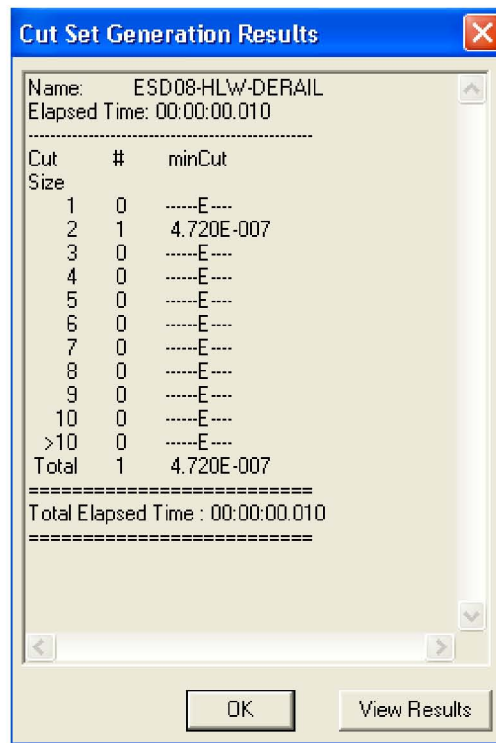 Cut Set Generation Results
Name: ESD08-HLW-DERAIL
Elapsed Time: 00:00:00.010
--------------------------------------------------
Cut # minCut
Size
1 0 ------E----
2 1 4.720E-007
3 0 ------E----
4 0 ------E----
5 0 ------E----
6 0 ------E----
7 0 ------E----
8 0 ------E----
9 0 ------E----
10 0 ------E----
>10 0 ------E----
Total 1 4.720E-007
==========================
Total Elapsed Time : 00:00:00.010
==========================
OK View Results